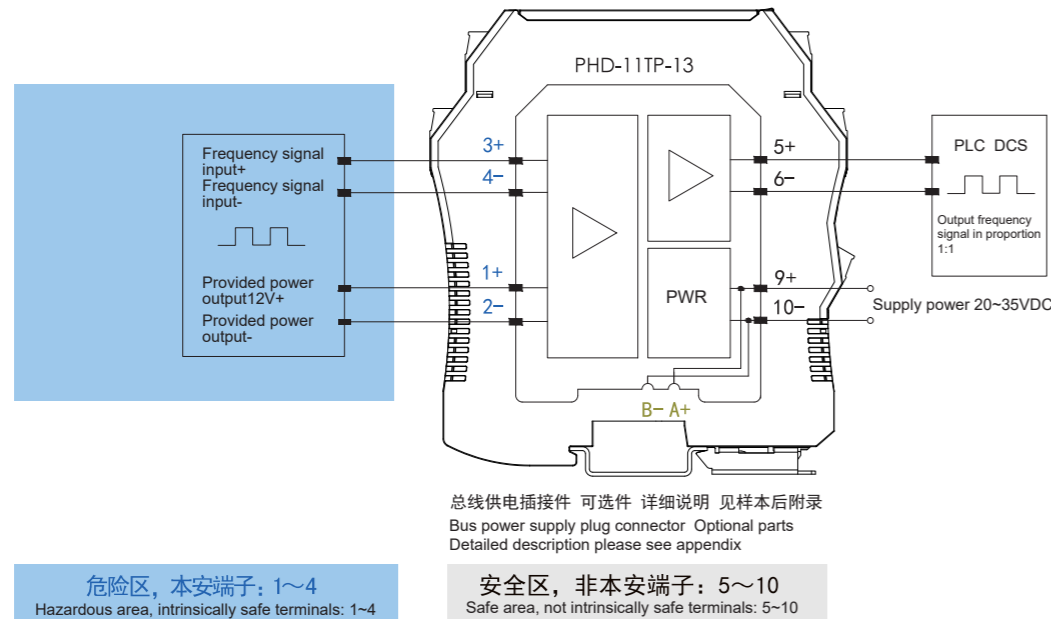 PHD-11TP-13
Frequency signal
input+
Frequency signal
input-
Provided power
output12V+
Provided power
output-
3+
4-
1+
2-
5+
6-
9+
10-
PWR
B- A+
PLC DCS
Output frequency
signal in proportion
1:1
Supply power 20~35VDC
总线供电插接件 可选件 详细说明 见样本后附录
Bus power supply plug connector Optional parts
Detailed description please see appendix
危险区，本安端子：1～4
Hazardous area, intrinsically safe terminals: 1~4
安全区，非本安端子：5～10
Safe area, not intrinsically safe terminals: 5~10